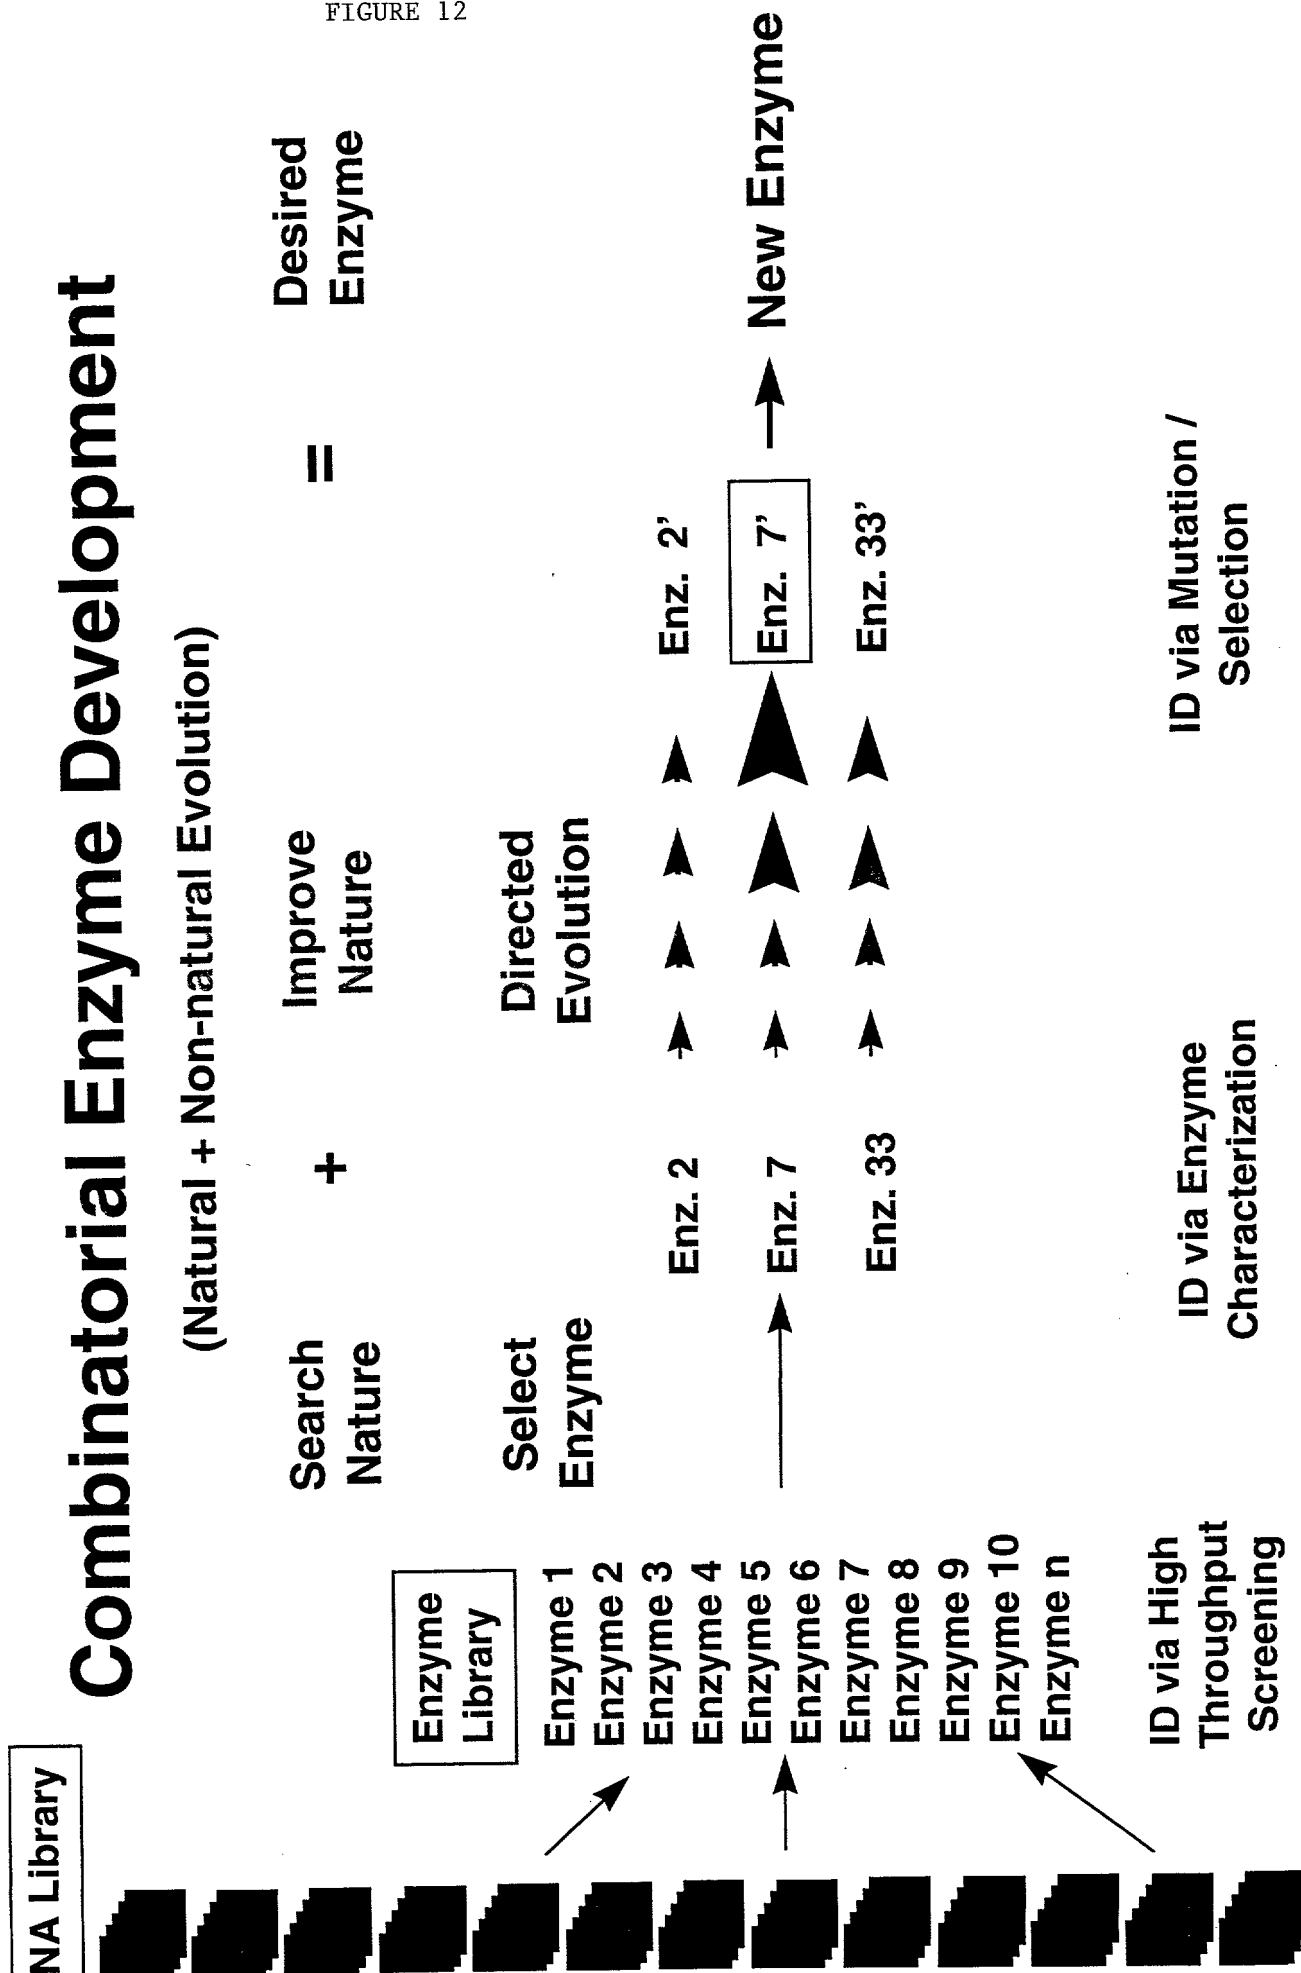 FIGURE 12
Combinatorial Enzyme Development
(Natural + Non-natural Evolution)
Search
Nature
+
Improve
Nature
=
Desired
Enzyme
NA Library
Enzyme
Library
Enzyme 1
Enzyme 2
Enzyme 3
Enzyme 4
Enzyme 5
Enzyme 6
Enzyme 7
Enzyme 8
Enzyme 9
Enzyme 10
Enzyme n
Select
Enzyme
Enz. 2
Enz. 7
Enz. 33
Directed
Evolution
Enz. 2’
Enz. 7’
Enz. 33’
New Enzyme
ID via High
Throughput
Screening
ID via Enzyme
Characterization
ID via Mutation /
Selection